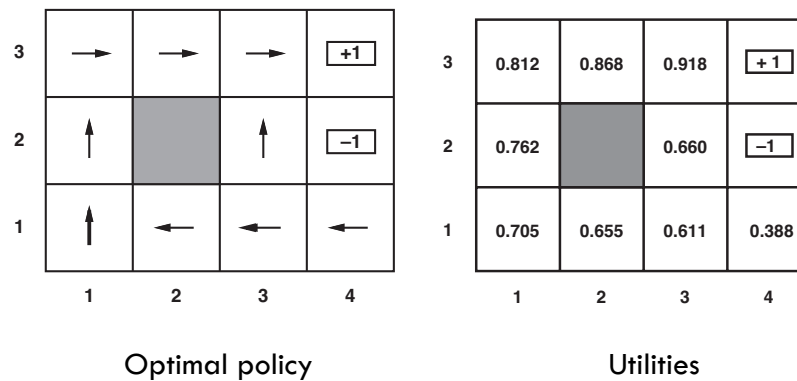 3 +1
2 –1
1
1 2 3 4
Optimal policy
3 0.812 0.868 0.918 + 1
2 0.762 0.660 –1
1 0.705 0.655 0.611 0.388
1 2 3 4
Utilities